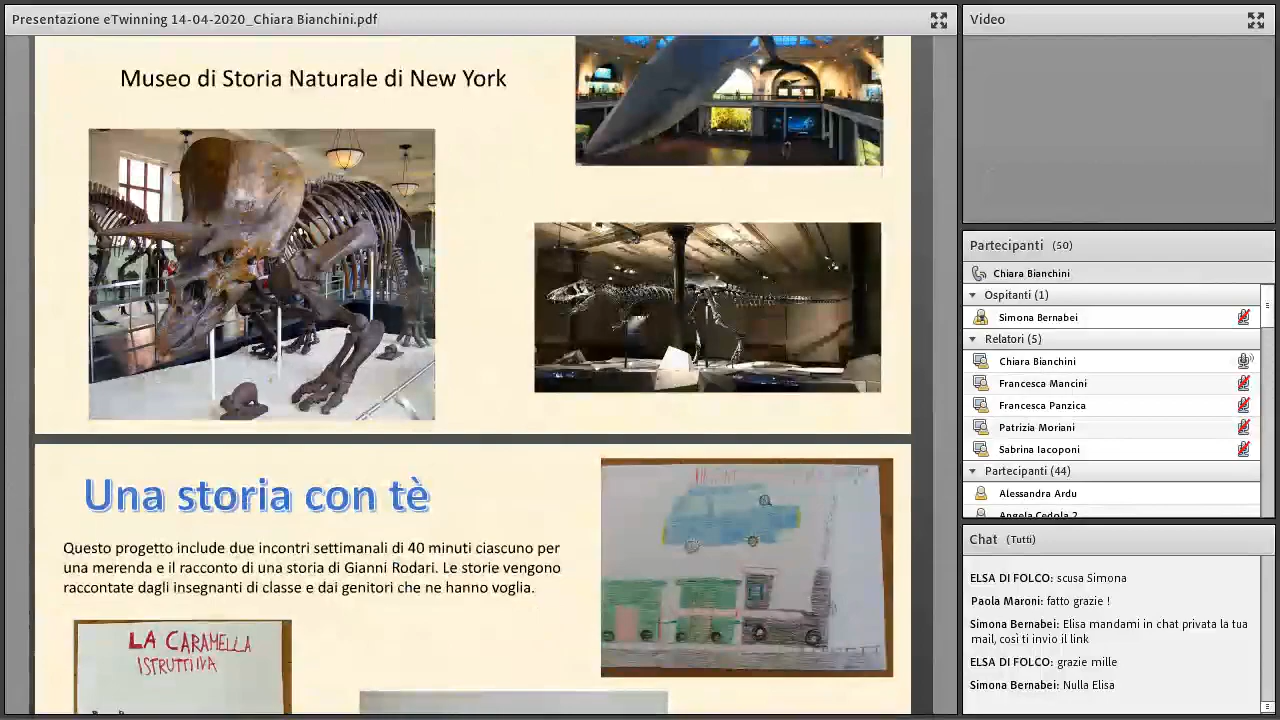 Presentazione eTwinning 14-04-2020_Chiara Bianchini.pdf
Museo di Storia Naturale di New York
Una storia con tè
Questo progetto include due incontri settimanali di 40 minuti ciascuno per
una merenda e il racconto di una storia di Gianni Rodari. Le storie vengono
raccontate dagli insegnanti di classe e dai genitori che ne hanno voglia.
LA CARAMELLA
ISTRUTTIVA
Video
Partecipanti (50)
Chiara Bianchini
Ospitanti (1)
Simona Bernabei
Relatori (5)
Chiara Bianchini
Francesca Mancini
Francesca Panzica
Patrizia Moriani
Sabrina Iacoponi
Partecipanti (44)
Alessandra Ardu
Angela Cedola 2
Chat (Tutti)
ELSA DI FOLCO: scusa Simona
Paola Maroni: fatto grazie !
Simona Bernabei: Elisa mandami in chat privata la tua
mail, così ti invio il link
ELSA DI FOLCO: grazie mille
Simona Bernabei: Nulla Elisa